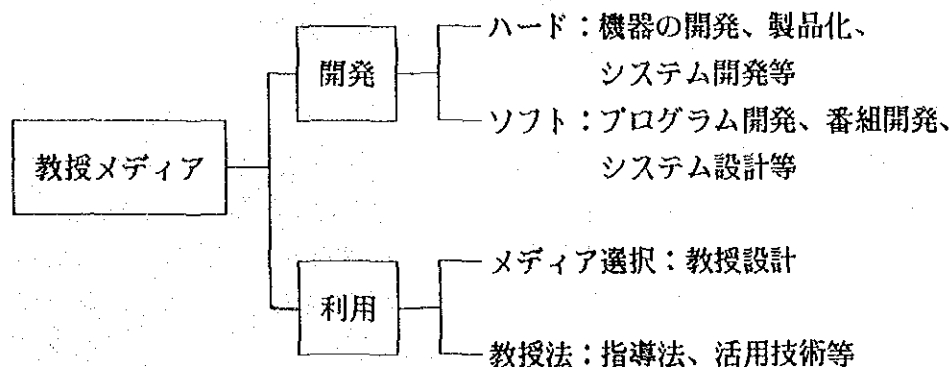 教授メディア
開発
ハード：機器の開発、製品化、
システム開発等
ソフト：プログラム開発、番組開発、
システム設計等
利用
メディア選択：教授設計
教授法：指導法、活用技術等